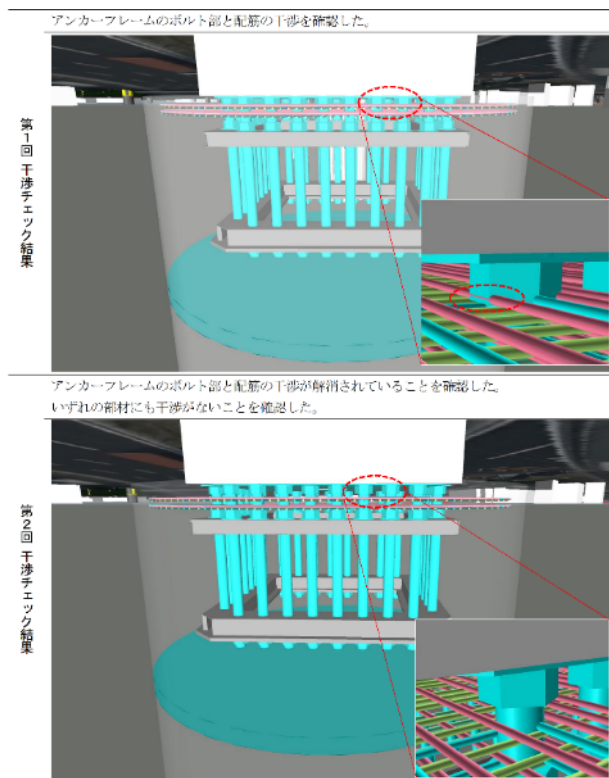 アンカーフレームのボルト部と配筋の干渉を確認した。
第1回 干渉チェック結果
アンカーフレームのボルト部と配筋の干渉が解消されていることを確認した。
いずれの部材にも干渉がないことを確認した。
第2回 干渉チェック結果